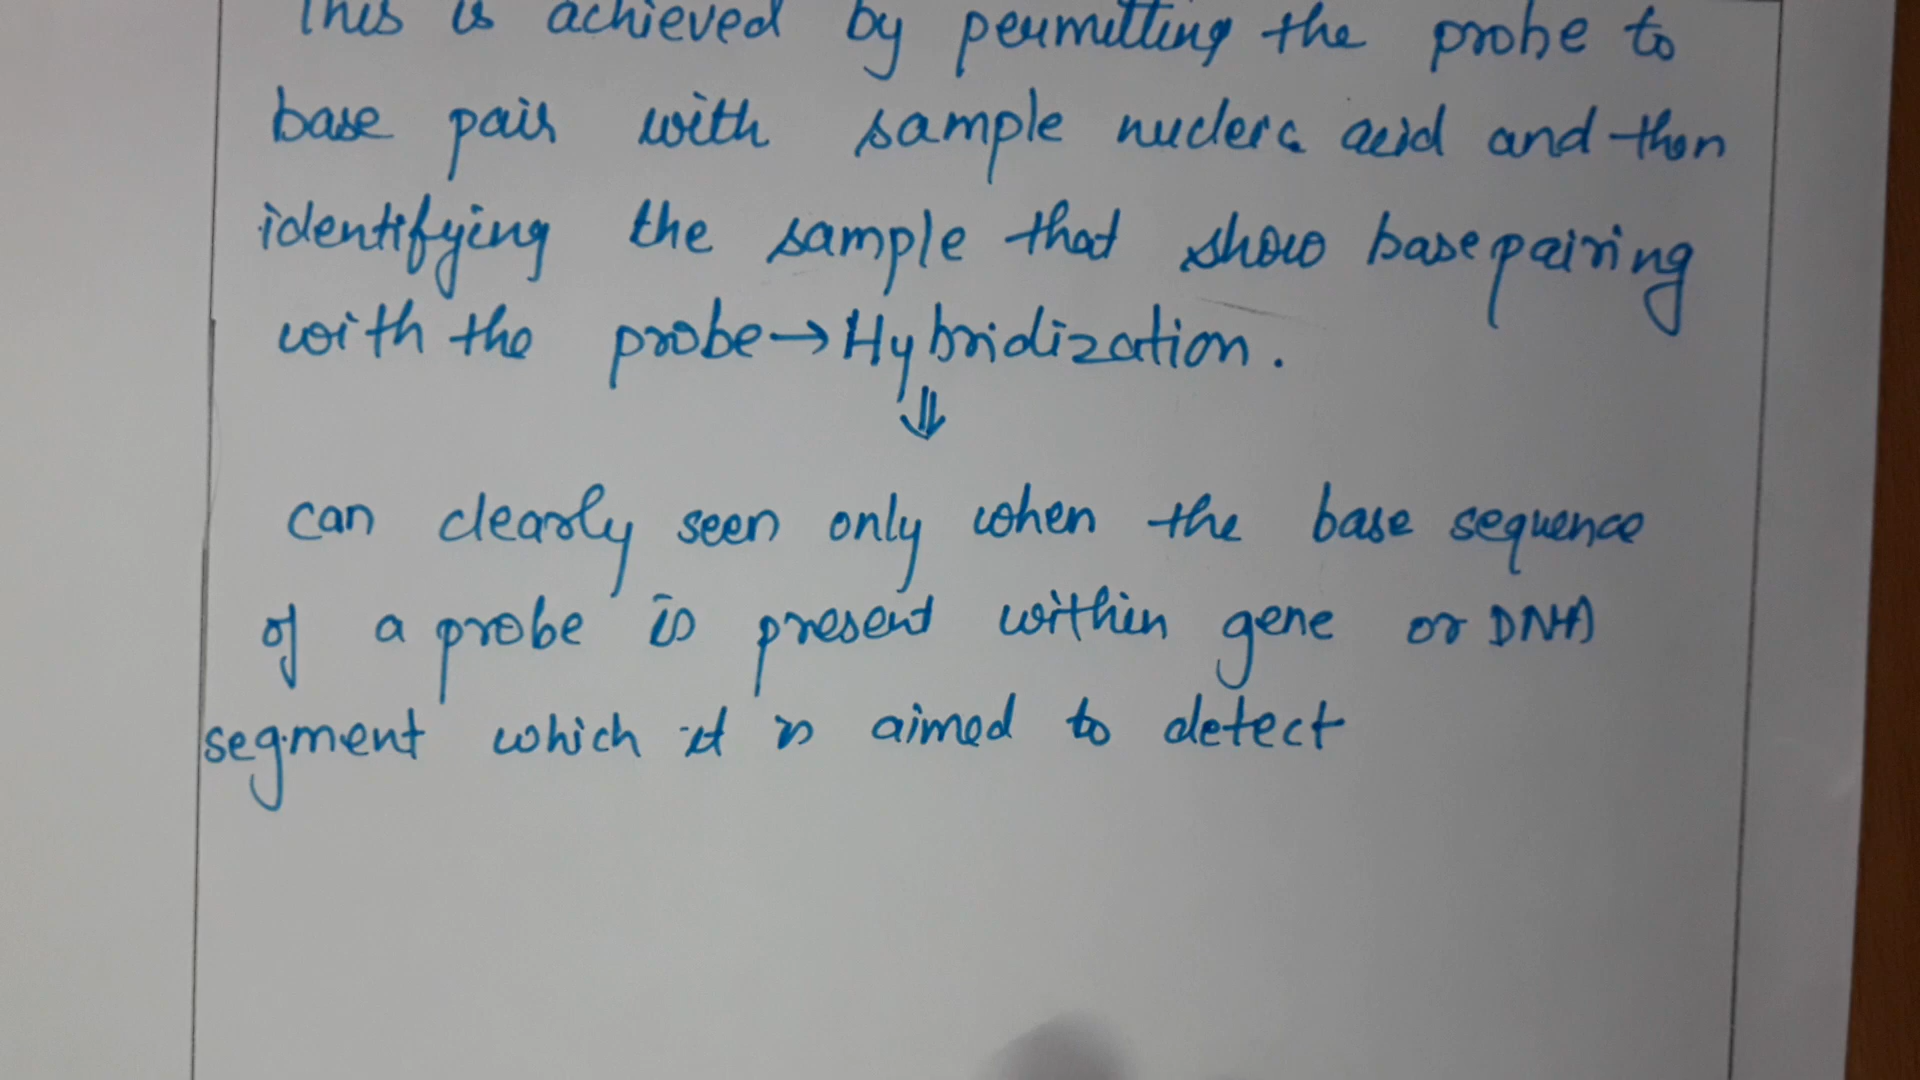 This is achieved by permitting the probe to
base pair with sample nucleic acid and then
identifying the sample that show base pairing
with the probe → Hybridization.
⇓
can clearly seen only when the base sequence
of a probe is present within gene or DNA
segment which it is aimed to detect